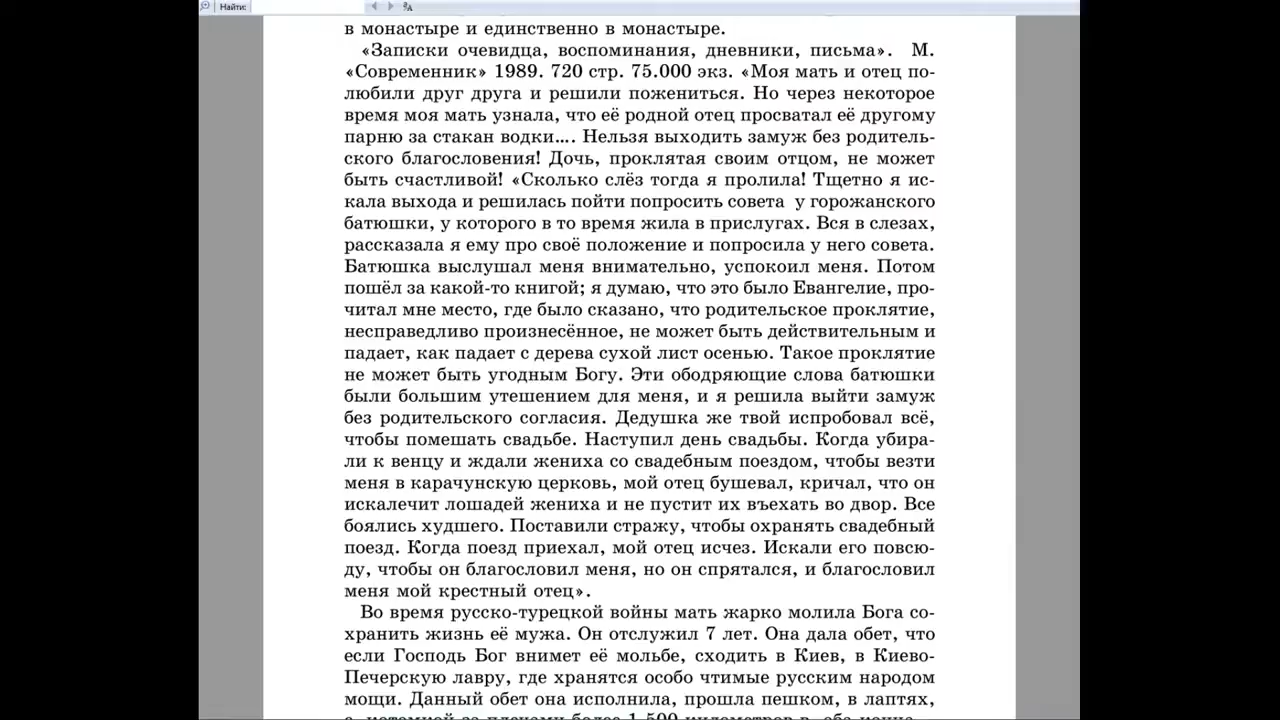 Найти:
в монастыре и единственно в монастыре.
«Записки очевидца, воспоминания, дневники, письма». М.
«Современник» 1989. 720 стр. 75.000 экз. «Моя мать и отец по-
любили друг друга и решили пожениться. Но через некоторое
время моя мать узнала, что её родной отец просватал её другому
парню за стакан водки.... Нельзя выходить замуж без родитель-
ского благословения! Дочь, проклятая своим отцом, не может
быть счастливой! «Сколько слёз тогда я пролила! Тщетно я ис-
кала выхода и решилась пойти попросить совета у горожанского
батюшки, у которого в то время жила в прислугах. Вся в слезах,
рассказала я ему про своё положение и попросила у него совета.
Батюшка выслушал меня внимательно, успокоил меня. Потом
пошёл за какой-то книгой; я думаю, что это было Евангелие, про-
читал мне место, где было сказано, что родительское проклятие,
несправедливо произнесённое, не может быть действительным и
падает, как падает с дерева сухой лист осенью. Такое проклятие
не может быть угодным Богу. Эти ободряющие слова батюшки
были большим утешением для меня, и я решила выйти замуж
без родительского согласия. Дедушка же твой испробовал всё,
чтобы помешать свадьбе. Наступил день свадьбы. Когда убира-
ли к венцу и ждали жениха со свадебным поездом, чтобы везти
меня в карачунскую церковь, мой отец бушевал, кричал, что он
искалечит лошадей жениха и не пустит их въехать во двор. Все
боялись худшего. Поставили стражу, чтобы охранять свадебный
поезд. Когда поезд приехал, мой отец исчез. Искали его повсю-
ду, чтобы он благословил меня, но он спрятался, и благословил
меня мой крестный отец».
Во время русско-турецкой войны мать жарко молила Бога со-
хранить жизнь её мужа. Он отслужил 7 лет. Она дала обет, что
если Господь Бог внимет её мольбе, сходить в Киев, в Киево-
Печерскую лавру, где хранятся особо чтимые русским народом
мощи. Данный обет она исполнила, прошла пешком, в лаптях,
с котомкой за плечами более 1.500 километров в оба конца